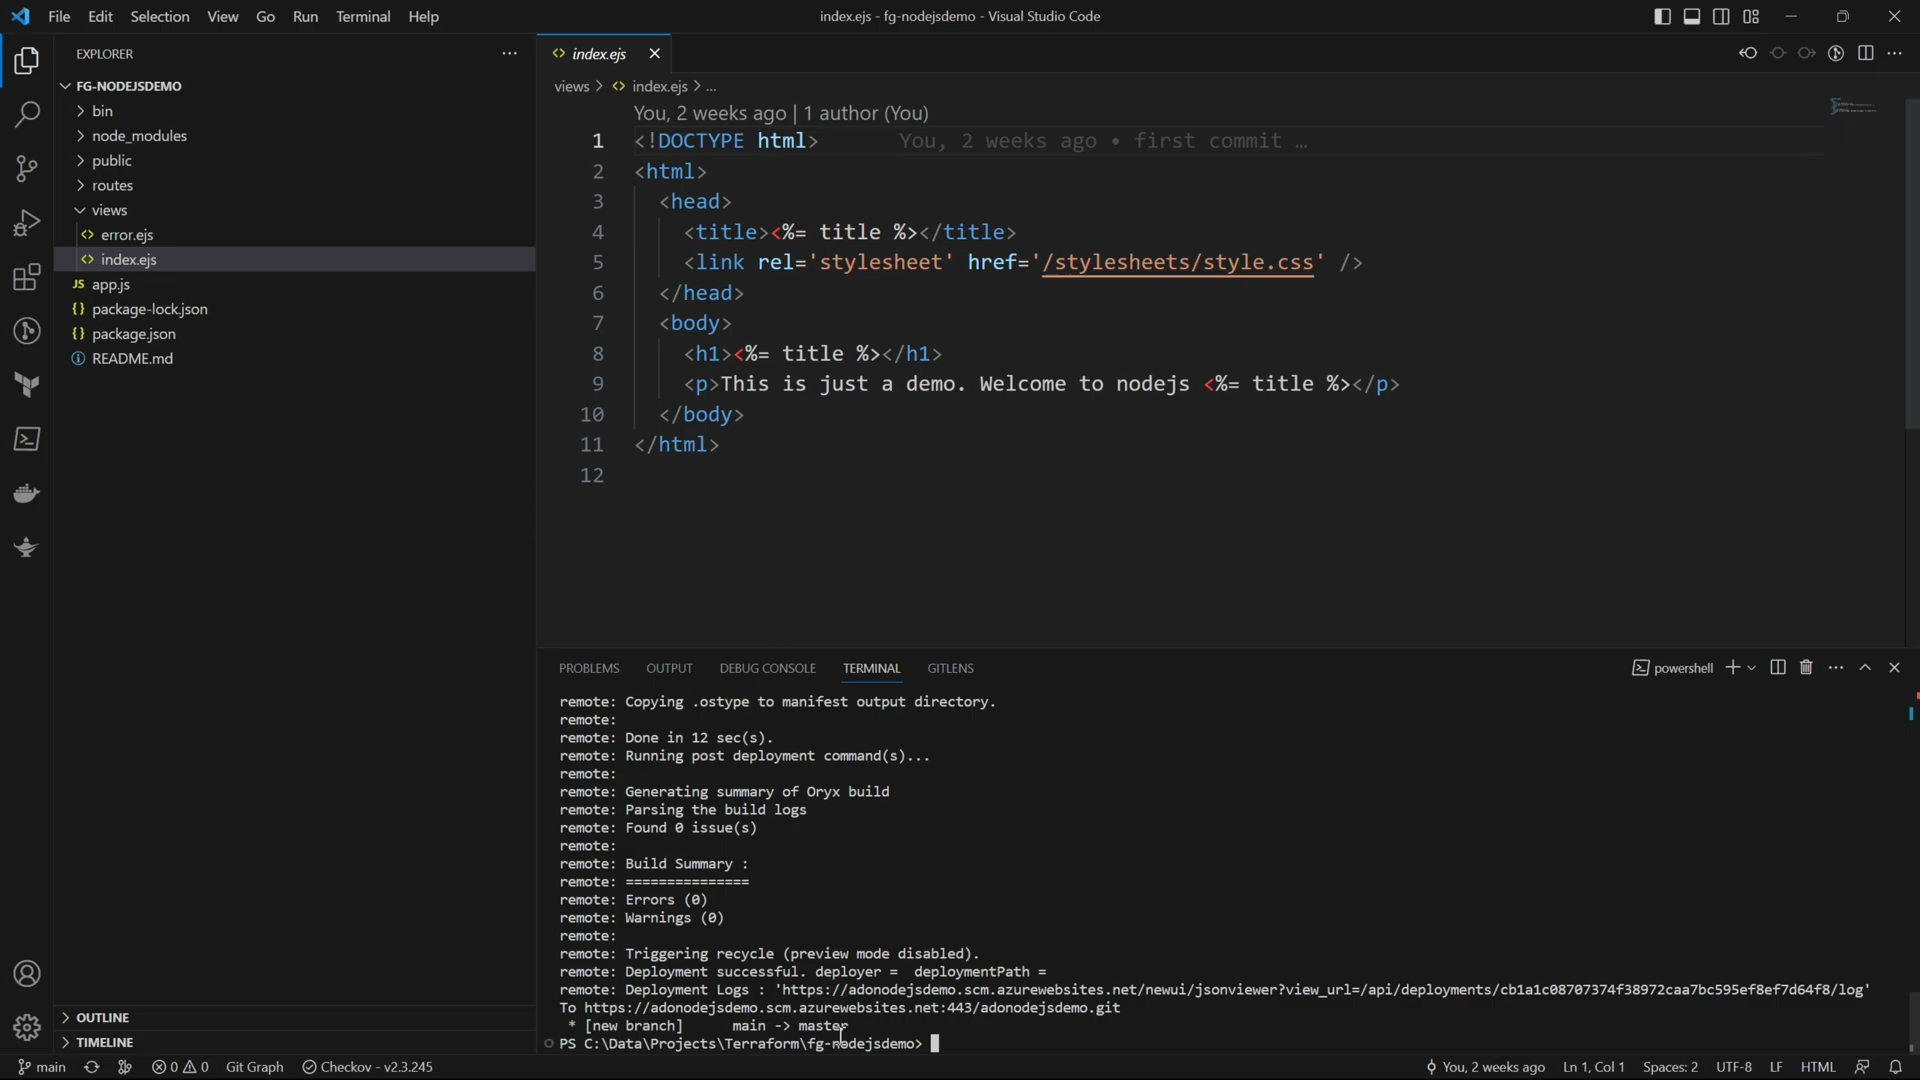 File Edit Selection View Go Run Terminal Help
index.ejs - fg-nodejsdemo - Visual Studio Code
EXPLORER
FG-NODEJSDEMO
bin
node_modules
public
routes
views
error.ejs
index.ejs
JS app.js
{} package-lock.json
{} package.json
README.md
OUTLINE
TIMELINE
<> index.ejs
views > <> index.ejs > ...
You, 2 weeks ago | 1 author (You)
1 <!DOCTYPE html> You, 2 weeks ago • first commit …
2 <html>
3 <head>
4 <title><%= title %></title>
5 <link rel='stylesheet' href='/stylesheets/style.css' />
6 </head>
7 <body>
8 <h1><%= title %></h1>
9 <p>This is just a demo. Welcome to nodejs <%= title %></p>
10 </body>
11 </html>
12
PROBLEMS OUTPUT DEBUG CONSOLE TERMINAL GITLENS
powershell
remote: Copying .ostype to manifest output directory.
remote:
remote: Done in 12 sec(s).
remote: Running post deployment command(s)...
remote:
remote: Generating summary of Oryx build
remote: Parsing the build logs
remote: Found 0 issue(s)
remote:
remote: Build Summary :
remote: ===============
remote: Errors (0)
remote: Warnings (0)
remote:
remote: Triggering recycle (preview mode disabled).
remote: Deployment successful. deployer =  deploymentPath =
remote: Deployment Logs : 'https://adonodejsdemo.scm.azurewebsites.net/newui/jsonviewer?view_url=/api/deployments/cb1a1c08707374f38972caa7bc595ef8ef7d64f8/log'
To https://adonodejsdemo.scm.azurewebsites.net:443/adonodejsdemo.git
* [new branch] main -> master
PS C:\Data\Projects\Terraform\fg-nodejsdemo>
main 0 0 Git Graph Checkov - v2.3.245
You, 2 weeks ago Ln 1, Col 1 Spaces: 2 UTF-8 LF HTML